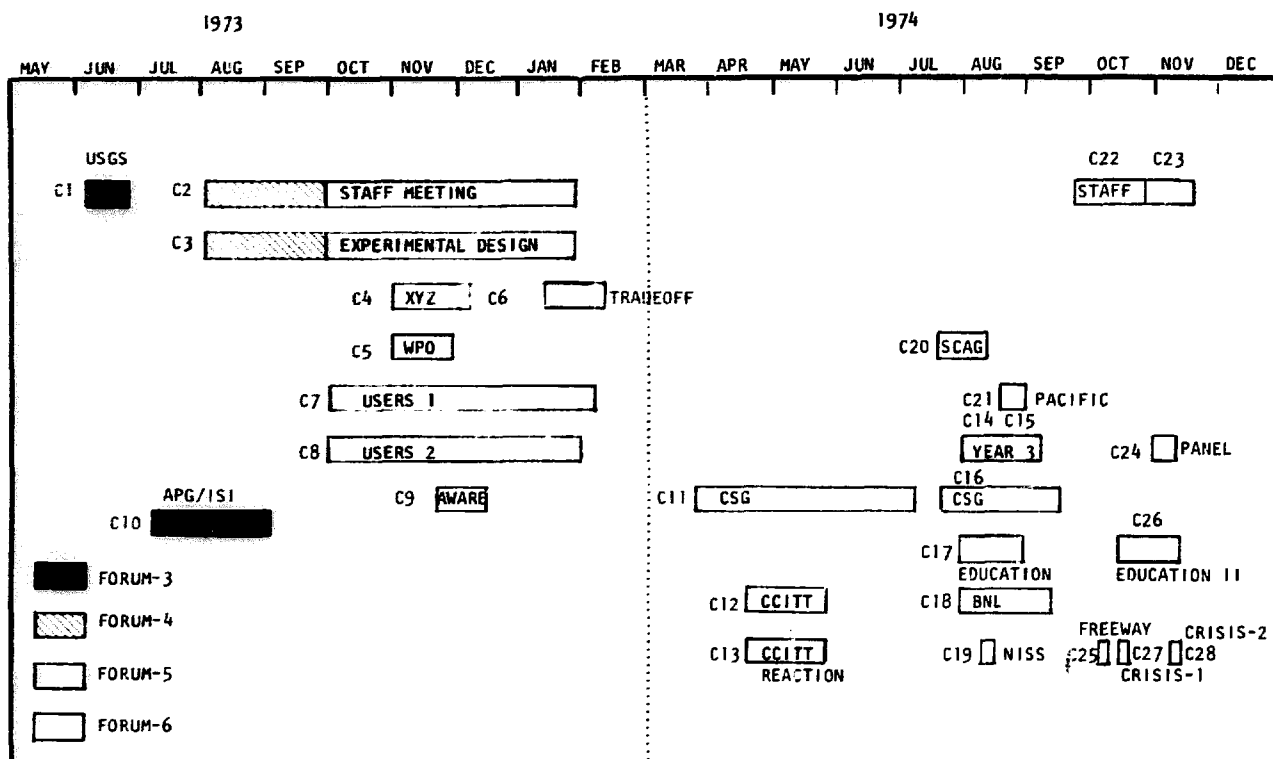 1973 1974
MAY JUN JUL AUG SEP OCT NOV DEC JAN FEB MAR APR MAY JUN JUL AUG SEP OCT NOV DEC
USGS C22 C23
C1 C2 STAFF MEETING STAFF
C3 EXPERIMENTAL DESIGN
C4 XYZ C6 TRADEOFF
C5 WPO C20 SCAG
C7 USERS 1 C21 PACIFIC
C14 C15
C8 USERS 2 YEAR 3 C24 PANEL
C16
APG/ISI C9 AWARE C11 CSG CSG
C10 C26
C17
FORUM-3 EDUCATION EDUCATION II
C12 CCITT C18 BNL
FORUM-4 FREEWAY CRISIS-2
C13 CCITT C19 NISS C25 C27 C28
FORUM-5 REACTION CRISIS-1
FORUM-6